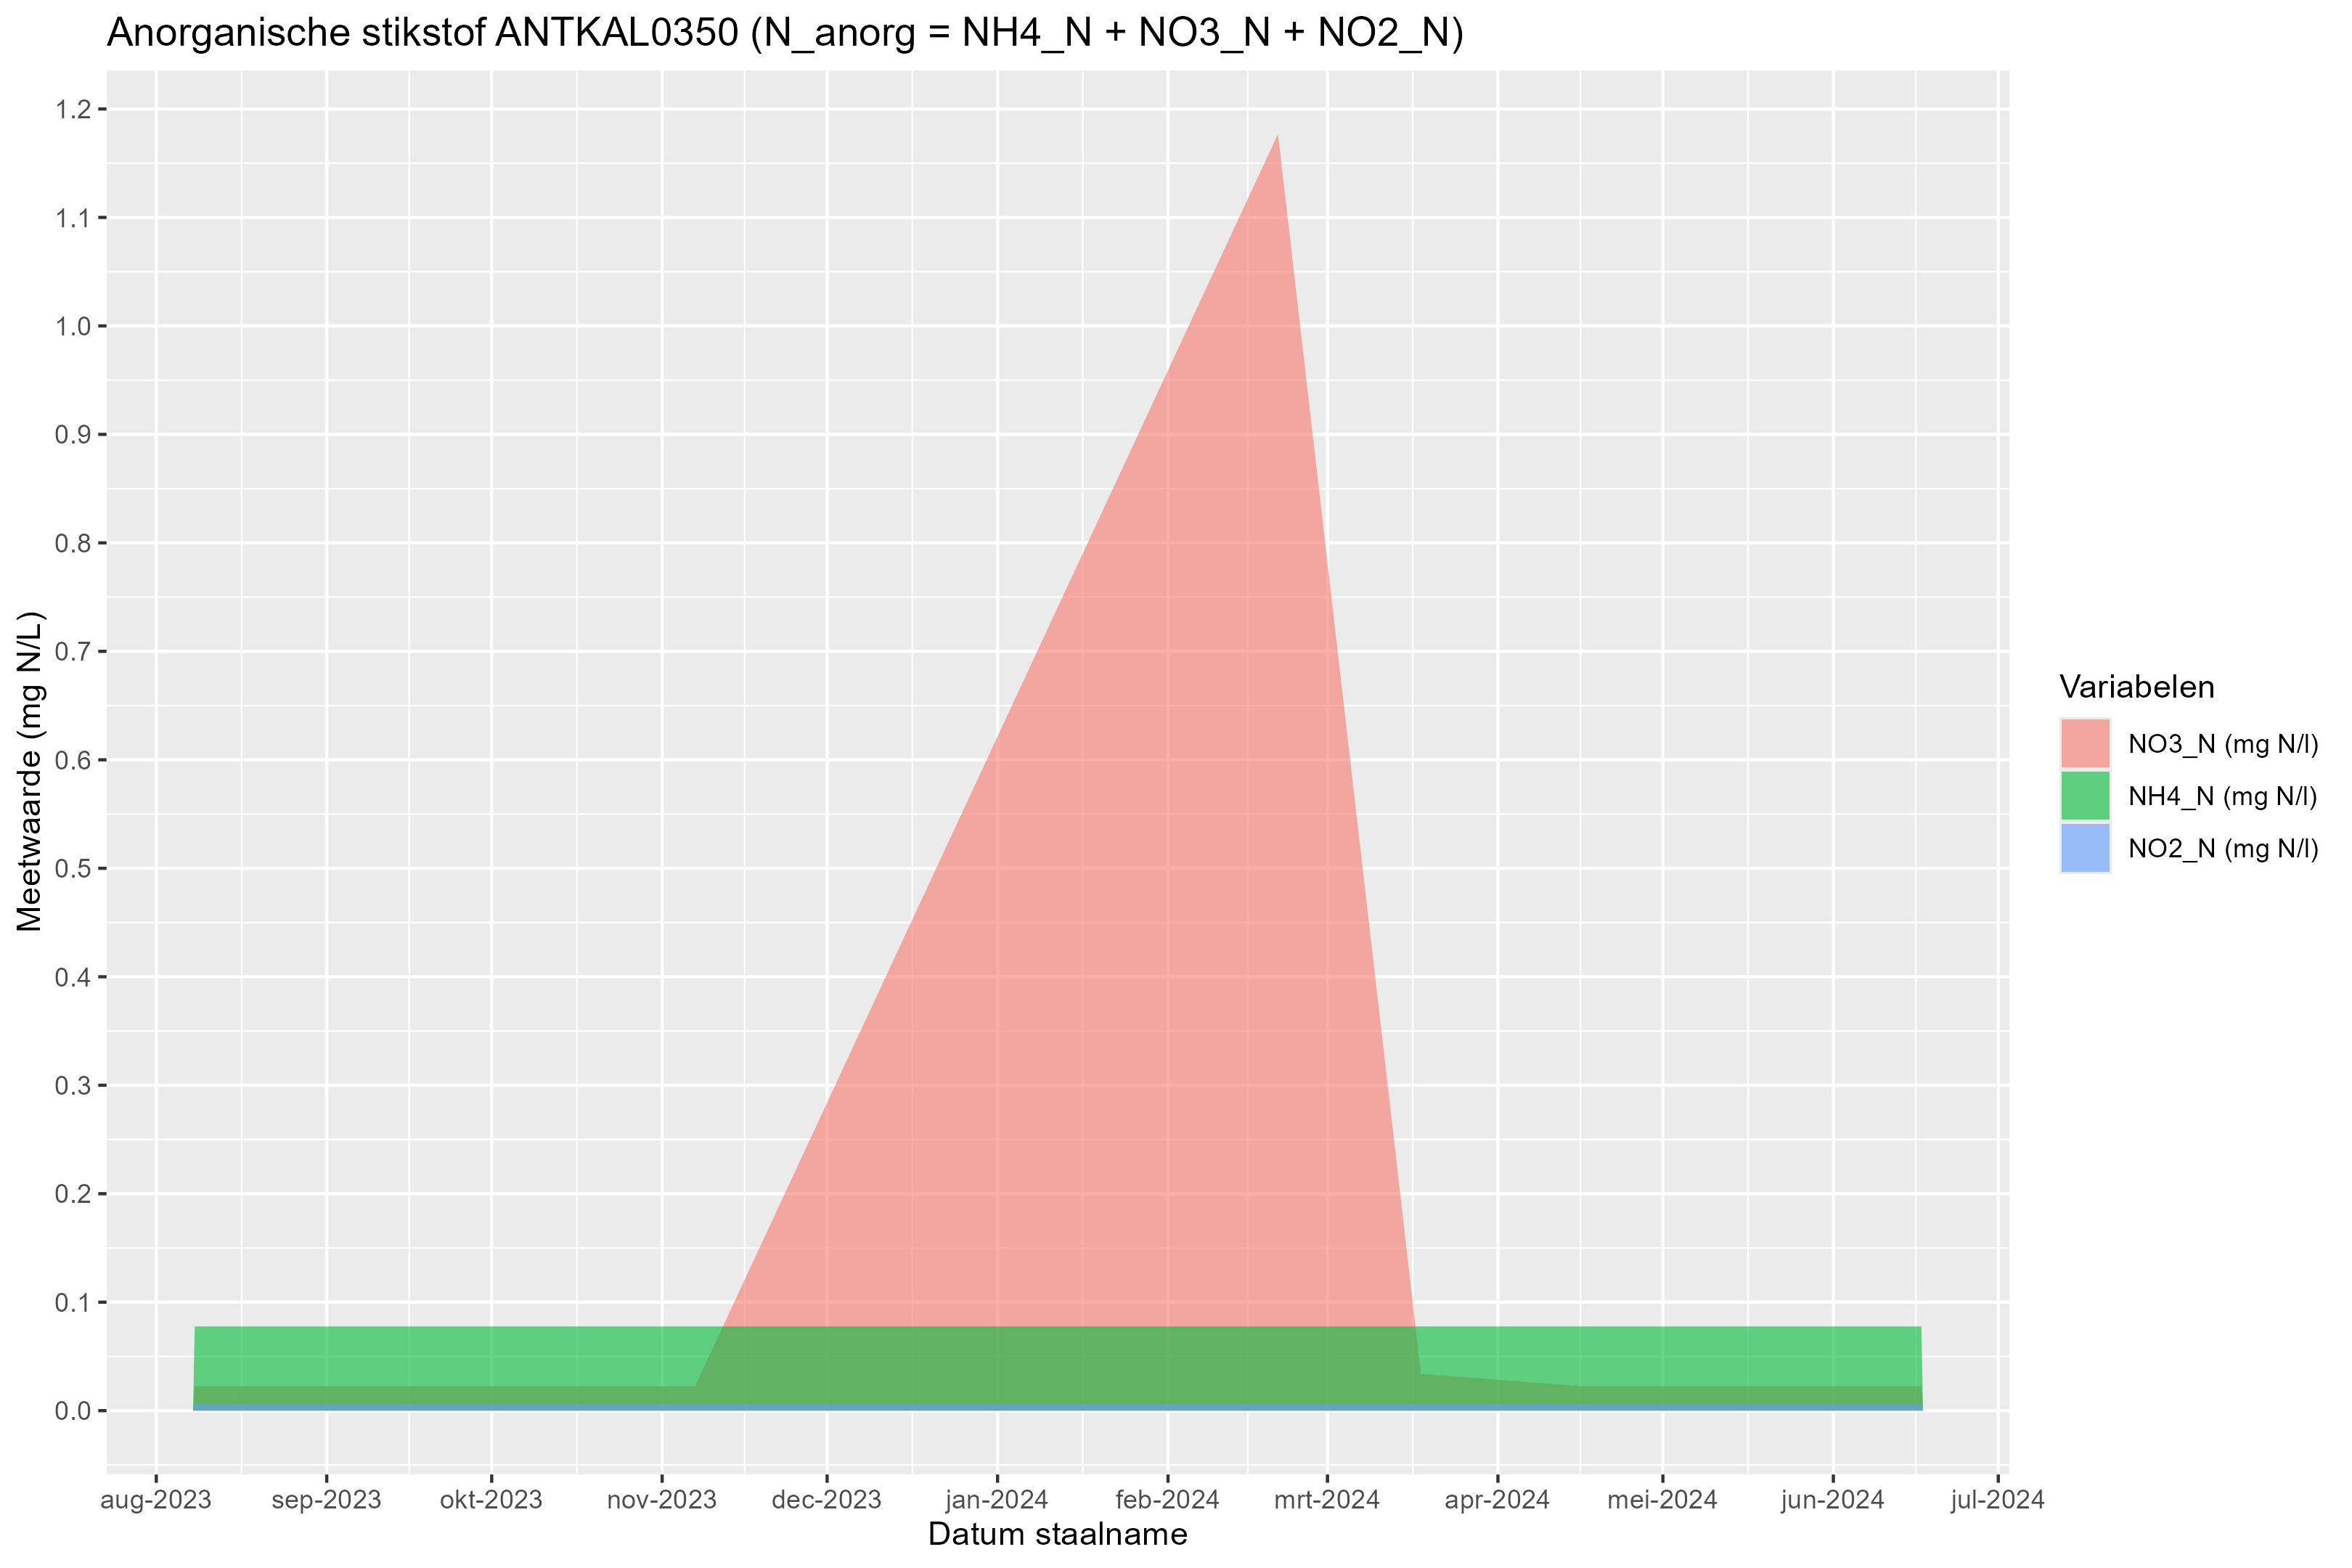 Anorganische stikstof ANTKAL0350 (N_anorg = NH4_N + NO3_N + NO2_N)
Meetwaarde (mg N/L)
1.2
1.1
1.0
0.9
0.8
0.7
0.6
0.5
0.4
0.3
0.2
0.1
0.0
aug-2023 sep-2023 okt-2023 nov-2023 dec-2023 jan-2024 feb-2024 mrt-2024 apr-2024 mei-2024 jun-2024 jul-2024
Datum staalname
Variabelen
NO3_N (mg N/l)
NH4_N (mg N/l)
NO2_N (mg N/l)